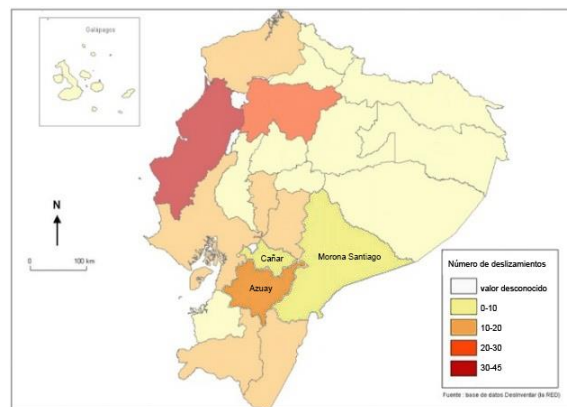 Galápagos
N
0 100 km
Cañar
Morona Santiago
Azuay
Número de deslizamientos
valor desconocido
0-10
10-20
20-30
30-45
Fuente : base de datos DesInventar (la RED)